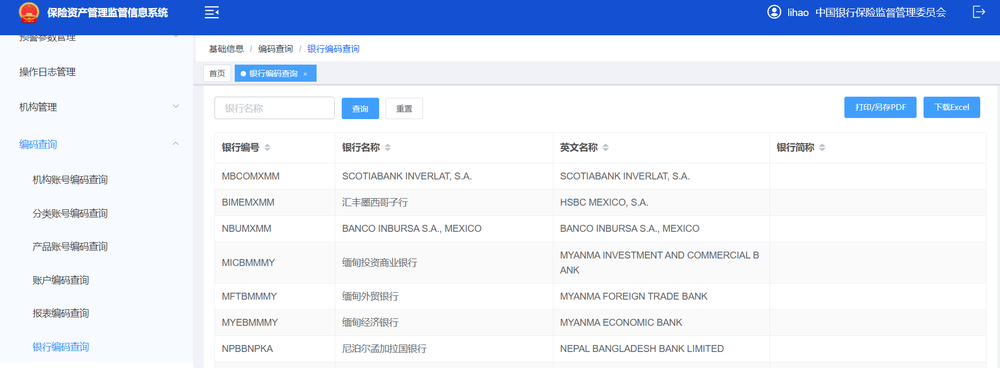 保险资产管理监管信息系统
lihao 中国银行保险监督管理委员会
预警参数管理
操作日志管理
机构管理
编码查询
机构账号编码查询
分类账号编码查询
产品账号编码查询
账户编码查询
报表编码查询
银行编码查询
基础信息 / 编码查询 / 银行编码查询
首页 银行编码查询 ×
银行名称 查询 重置 打印/另存PDF 下载Excel
银行编号 银行名称 英文名称 银行简称
MBCOMXMM SCOTIABANK INVERLAT, S.A. SCOTIABANK INVERLAT, S.A.
BIMEMXMM 汇丰墨西哥子行 HSBC MEXICO, S.A.
NBUMXMM BANCO INBURSA S.A., MEXICO BANCO INBURSA S.A., MEXICO
MICBMMMY 缅甸投资商业银行 MYANMA INVESTMENT AND COMMERCIAL B
ANK
MFTBMMMY 缅甸外贸银行 MYANMA FOREIGN TRADE BANK
MYEBMMMY 缅甸经济银行 MYANMA ECONOMIC BANK
NPBBNPKA 尼泊尔孟加拉国银行 NEPAL BANGLADESH BANK LIMITED